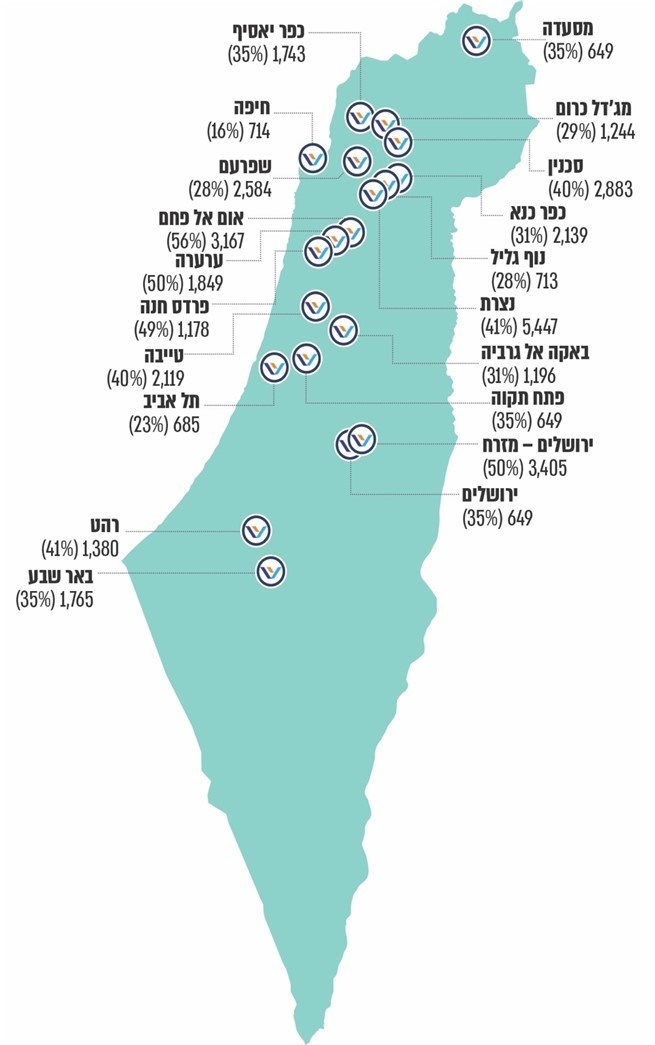 מסעדה
649 (35%)
כפר יאסיף
1,743 (35%)
מג'דל כרום
1,244 (29%)
חיפה
714 (16%)
סכנין
2,883 (40%)
שפרעם
2,584 (28%)
כפר כנא
2,139 (31%)
אום אל פחם
3,167 (56%)
נוף גליל
713 (28%)
ערערה
1,849 (50%)
נצרת
5,447 (41%)
פרדס חנה
1,178 (49%)
באקה אל גרביה
1,196 (31%)
טייבה
2,119 (40%)
פתח תקוה
649 (35%)
תל אביב
685 (23%)
ירושלים – מזרח
3,405 (50%)
ירושלים
649 (35%)
רהט
1,380 (41%)
באר שבע
1,765 (35%)